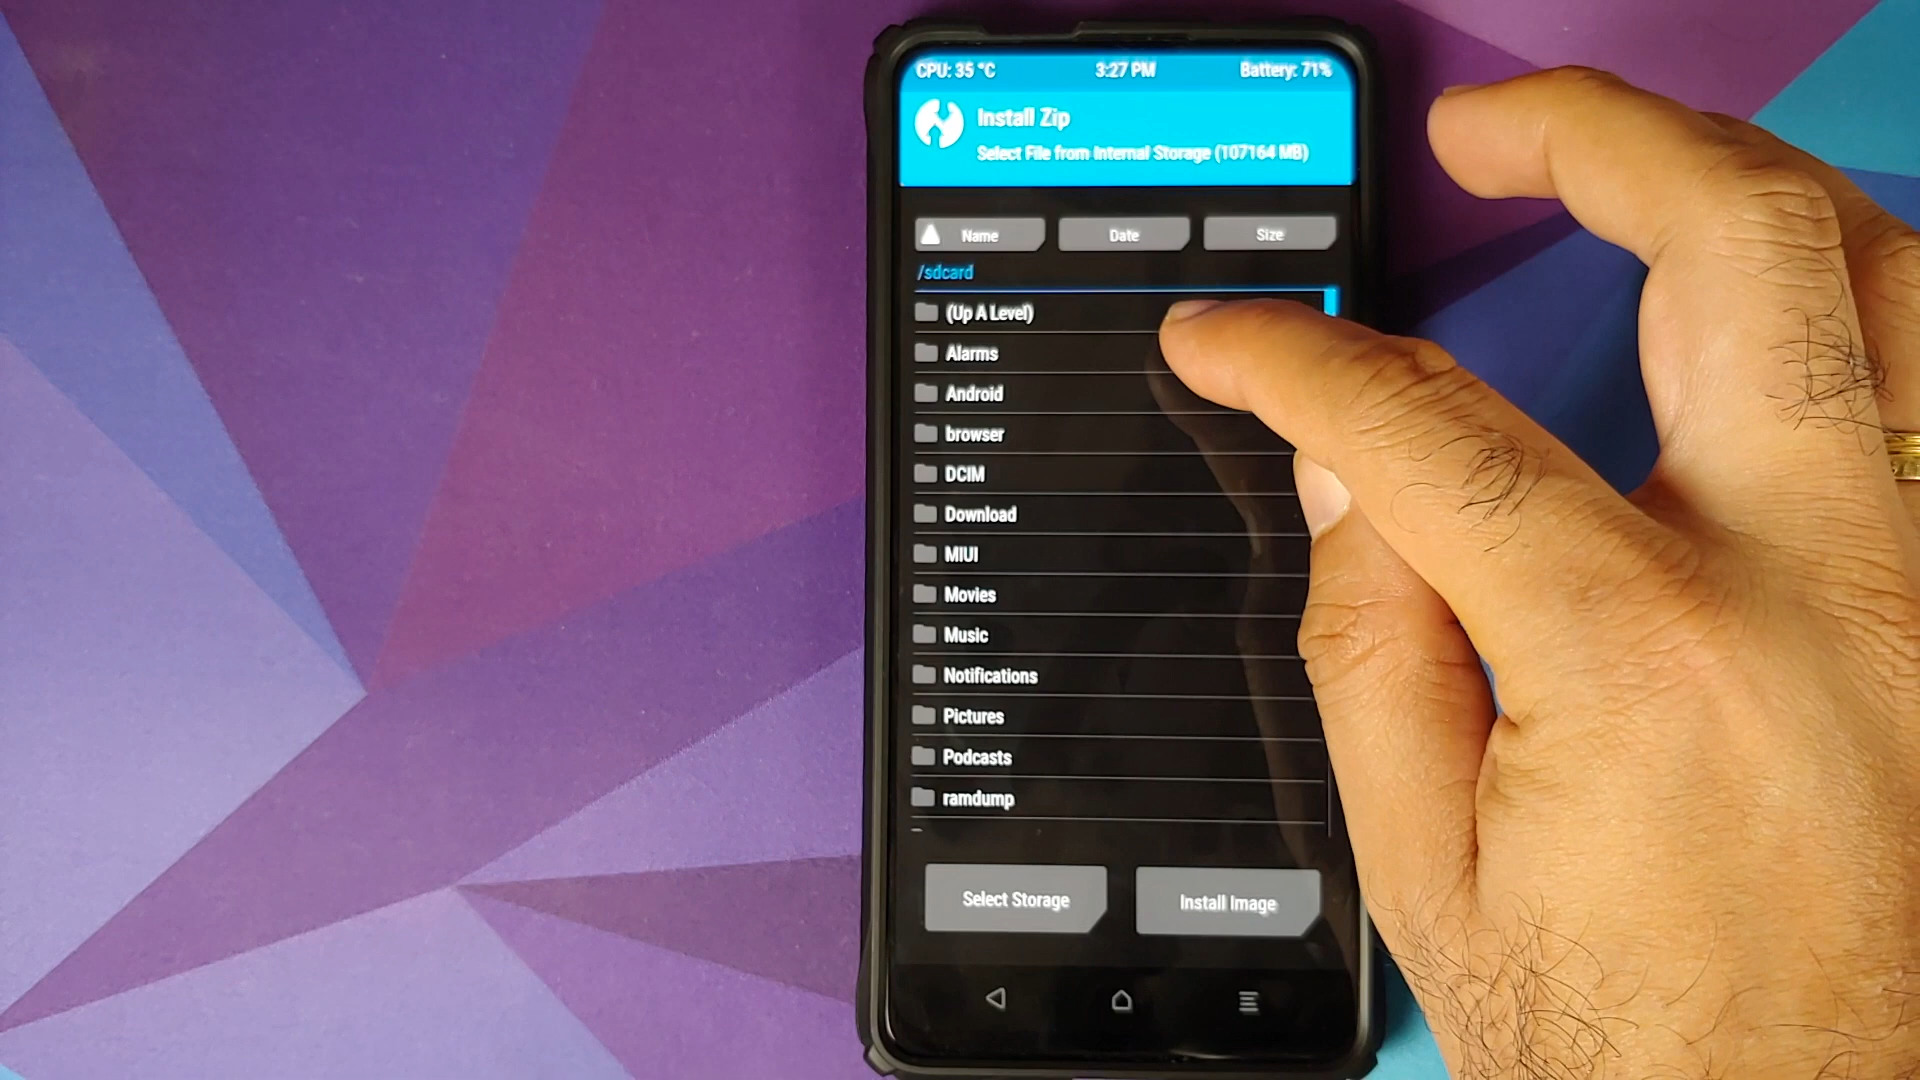 CPU: 35 °C 3:27 PM Battery: 71%
Install Zip
Select File from Internal Storage (107164 MB)
Name Date Size
/sdcard
(Up A Level)
Alarms
Android
browser
DCIM
Download
MIUI
Movies
Music
Notifications
Pictures
Podcasts
ramdump
Select Storage Install Image